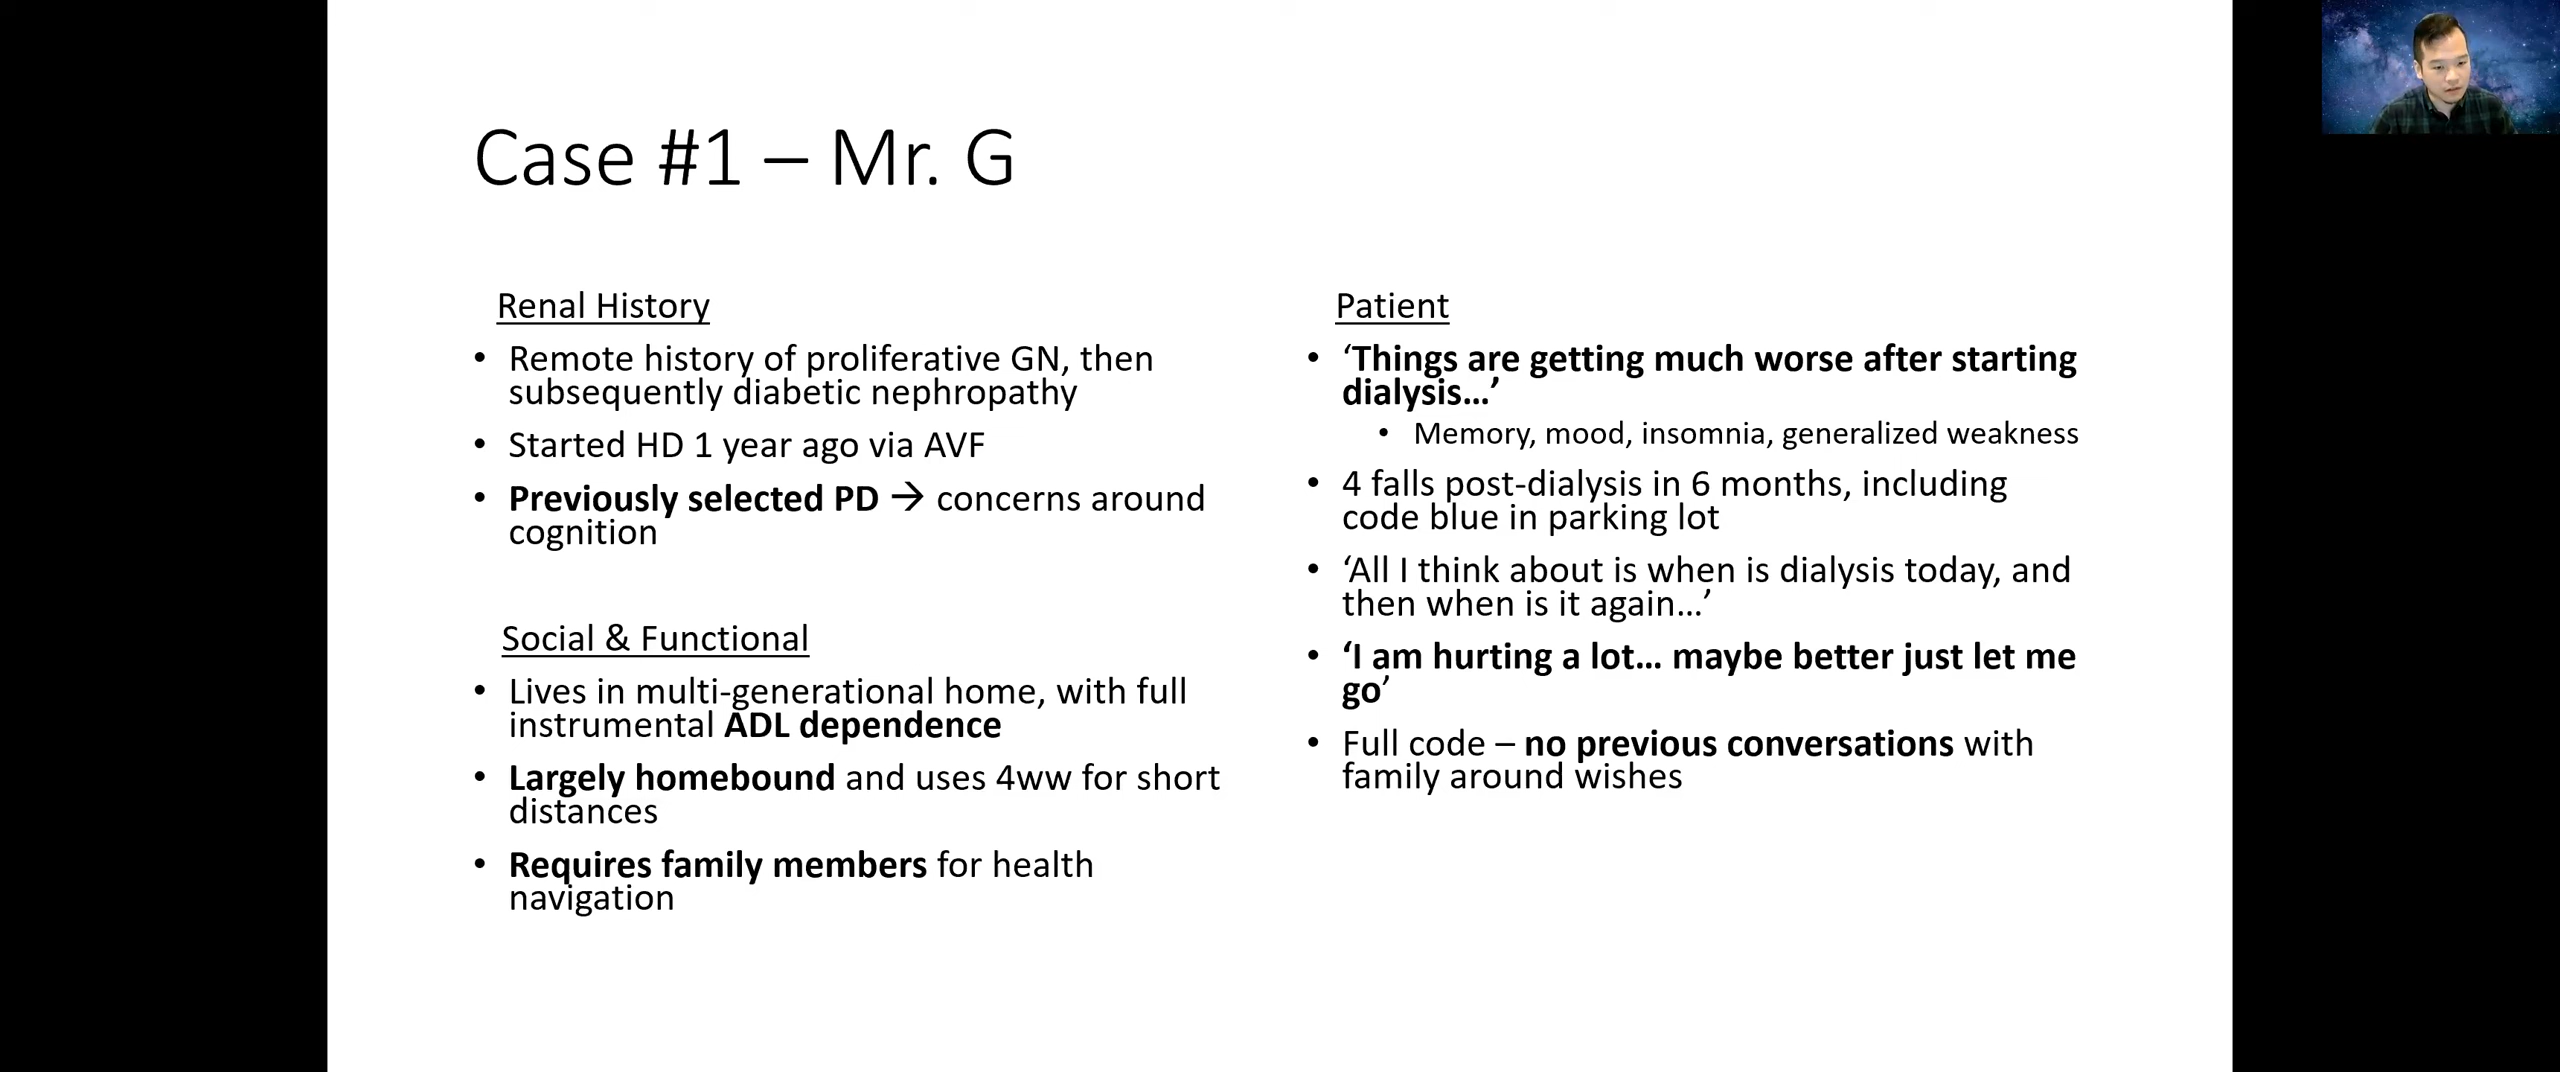 Case #1 – Mr. G
Renal History
• Remote history of proliferative GN, then
subsequently diabetic nephropathy
• Started HD 1 year ago via AVF
• Previously selected PD → concerns around
cognition
Social & Functional
• Lives in multi-generational home, with full
instrumental ADL dependence
• Largely homebound and uses 4ww for short
distances
• Requires family members for health
navigation
Patient
• ‘Things are getting much worse after starting
dialysis…’
• Memory, mood, insomnia, generalized weakness
• 4 falls post-dialysis in 6 months, including
code blue in parking lot
• ‘All I think about is when is dialysis today, and
then when is it again…’
• ‘I am hurting a lot… maybe better just let me
go’
• Full code – no previous conversations with
family around wishes